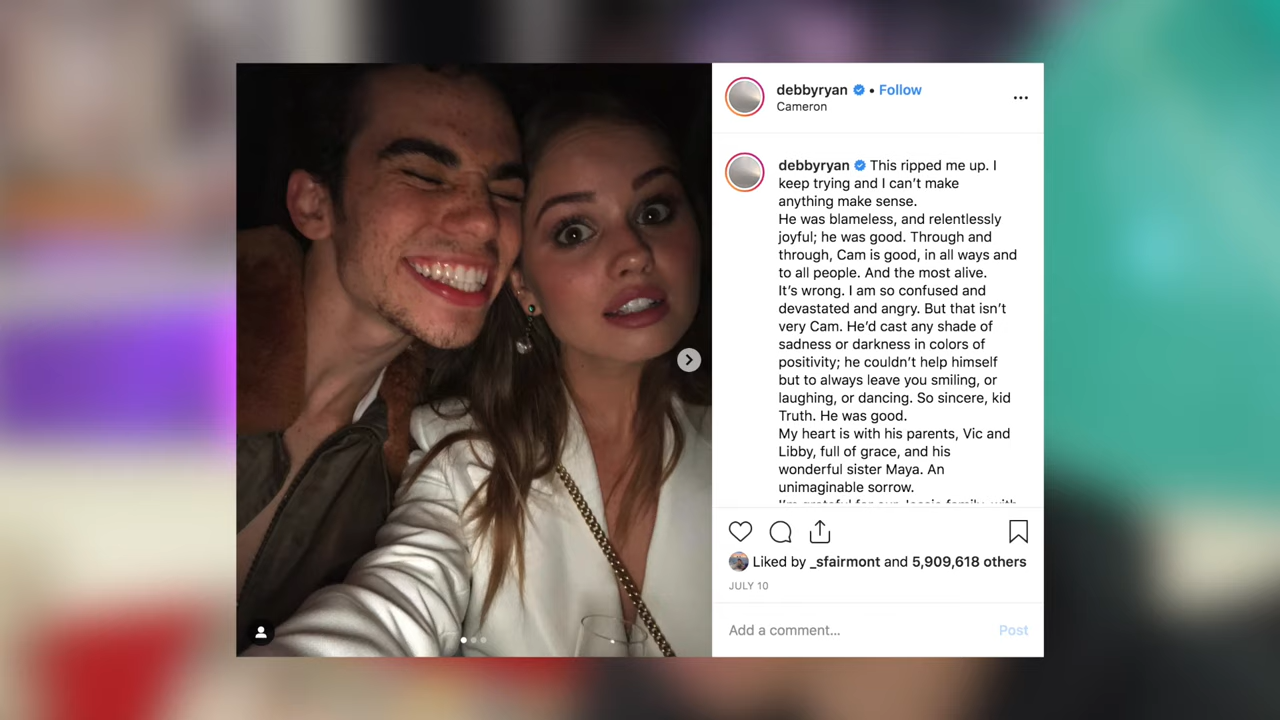 debbyryan • Follow
Cameron
debbyryan This ripped me up. I
keep trying and I can't make
anything make sense.
He was blameless, and relentlessly
joyful; he was good. Through and
through, Cam is good, in all ways and
to all people. And the most alive.
It's wrong. I am so confused and
devastated and angry. But that isn't
very Cam. He'd cast any shade of
sadness or darkness in colors of
positivity; he couldn't help himself
but to always leave you smiling, or
laughing, or dancing. So sincere, kid
Truth. He was good.
My heart is with his parents, Vic and
Libby, full of grace, and his
wonderful sister Maya. An
unimaginable sorrow.
Liked by _sfairmont and 5,909,618 others
JULY 10
Add a comment...
Post